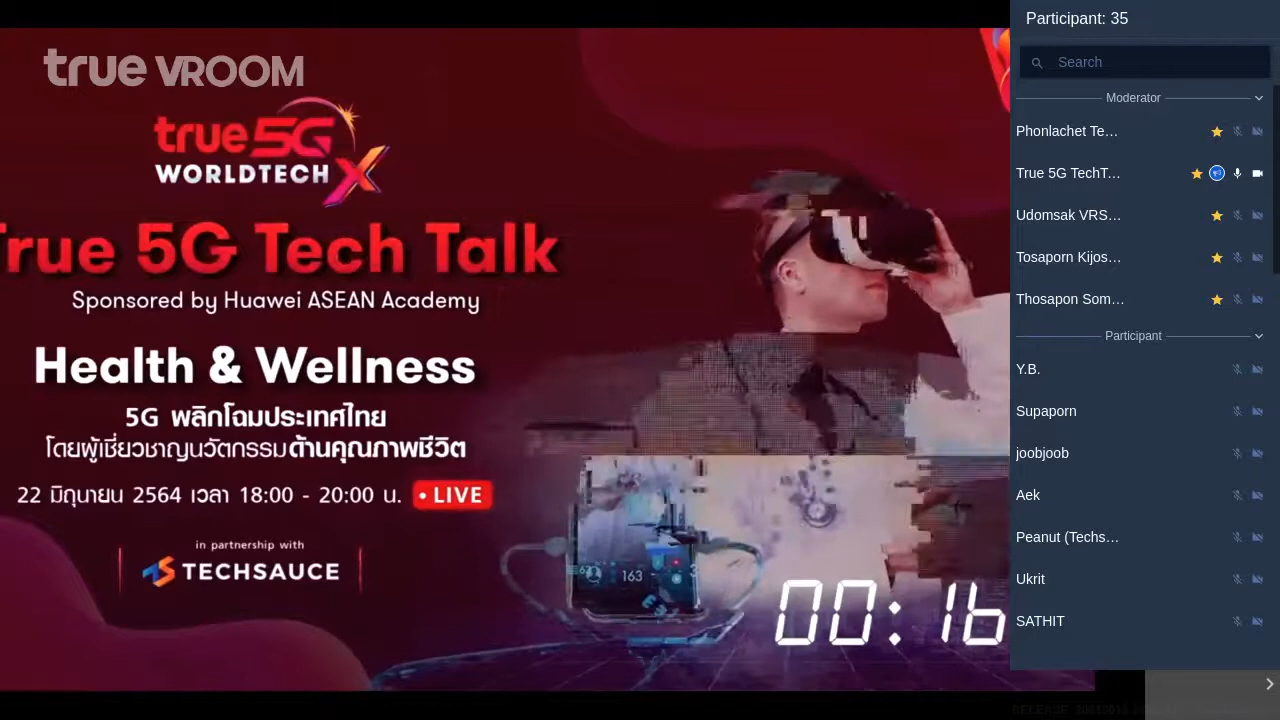 true VROOM
true 5G
WORLDTECH X
True 5G Tech Talk
Sponsored by Huawei ASEAN Academy
Health & Wellness
5G พลิกโฉมประเทศไทย
โดยผู้เชี่ยวชาญนวัตกรรมด้านคุณภาพชีวิต
22 มิถุนายน 2564 เวลา 18:00 - 20:00 น. • LIVE
in partnership with
TECHSAUCE
163
00:16
Participant: 35
Search
Moderator
Phonlachet Te...
True 5G TechT...
Udomsak VRS...
Tosaporn Kijos...
Thosapon Som...
Participant
Y.B.
Supaporn
joobjoob
Aek
Peanut (Techs...
Ukrit
SATHIT